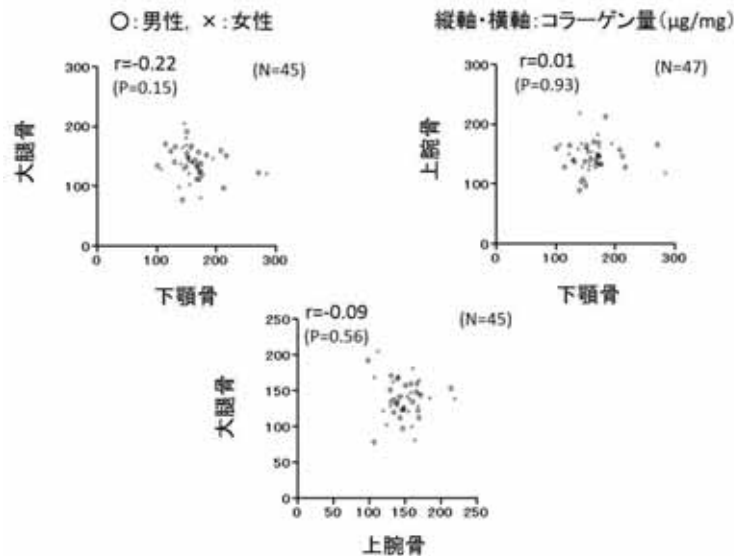 ○：男性, ×：女性
縦軸・横軸：コラーゲン量（μg/mg）
r=-0.22
(P=0.15)
(N=45)
300
200
100
0
大腿骨
0 100 200 300
下顎骨
r=0.01
(P=0.93)
(N=47)
300
200
100
0
上腕骨
0 100 200 300
下顎骨
r=-0.09
(P=0.56)
(N=45)
250
200
150
100
50
0
大腿骨
0 50 100 150 200 250
上腕骨